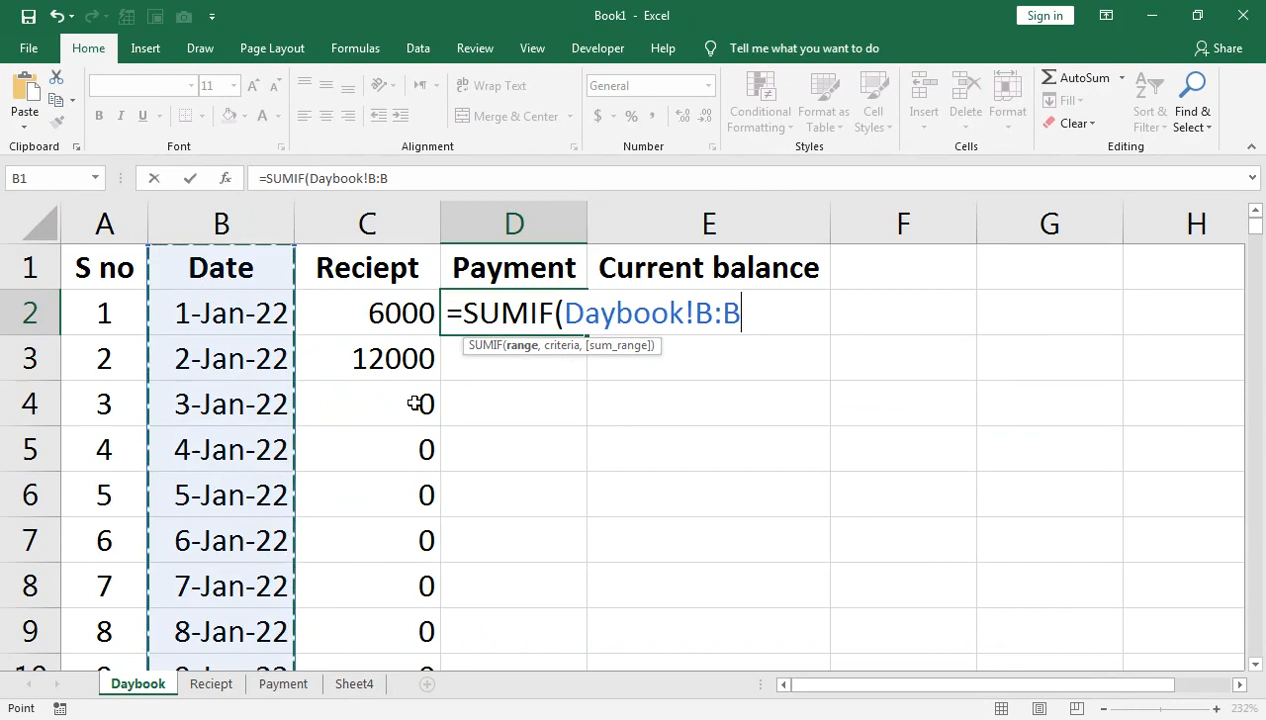 Book1 - Excel
Sign in
File Home Insert Draw Page Layout Formulas Data Review View Developer Help Tell me what you want to do Share
Paste
11
B I U
A
Wrap Text
Merge & Center
General
$ % ,
Conditional Formatting
Format as Table
Cell Styles
Insert
Delete
Format
AutoSum
Fill
Clear
Sort & Filter
Find & Select
Clipboard Font Alignment Number Styles Cells Editing
B1 fx =SUMIF(Daybook!B:B
A B C D E F G H
1 S no Date Reciept Payment Current balance
2 1 1-Jan-22 6000 =SUMIF(Daybook!B:B
SUMIF(range, criteria, [sum_range])
3 2 2-Jan-22 12000
4 3 3-Jan-22 0
5 4 4-Jan-22 0
6 5 5-Jan-22 0
7 6 6-Jan-22 0
8 7 7-Jan-22 0
9 8 8-Jan-22 0
Daybook Reciept Payment Sheet4
Point 232%